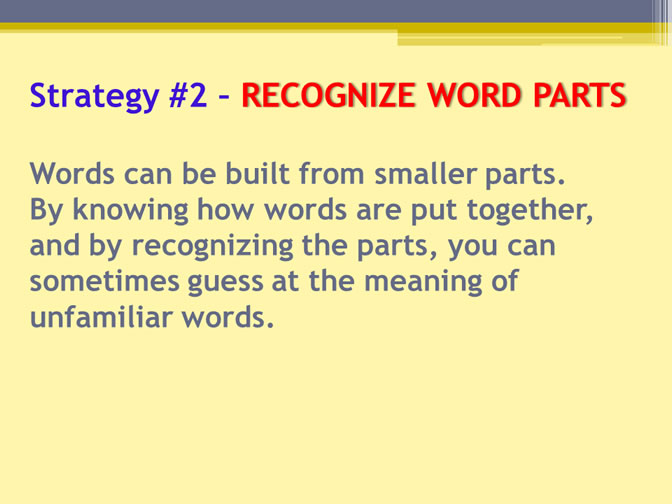 Strategy #2 – RECOGNIZE WORD PARTS
Words can be built from smaller parts.
By knowing how words are put together,
and by recognizing the parts, you can
sometimes guess at the meaning of
unfamiliar words.